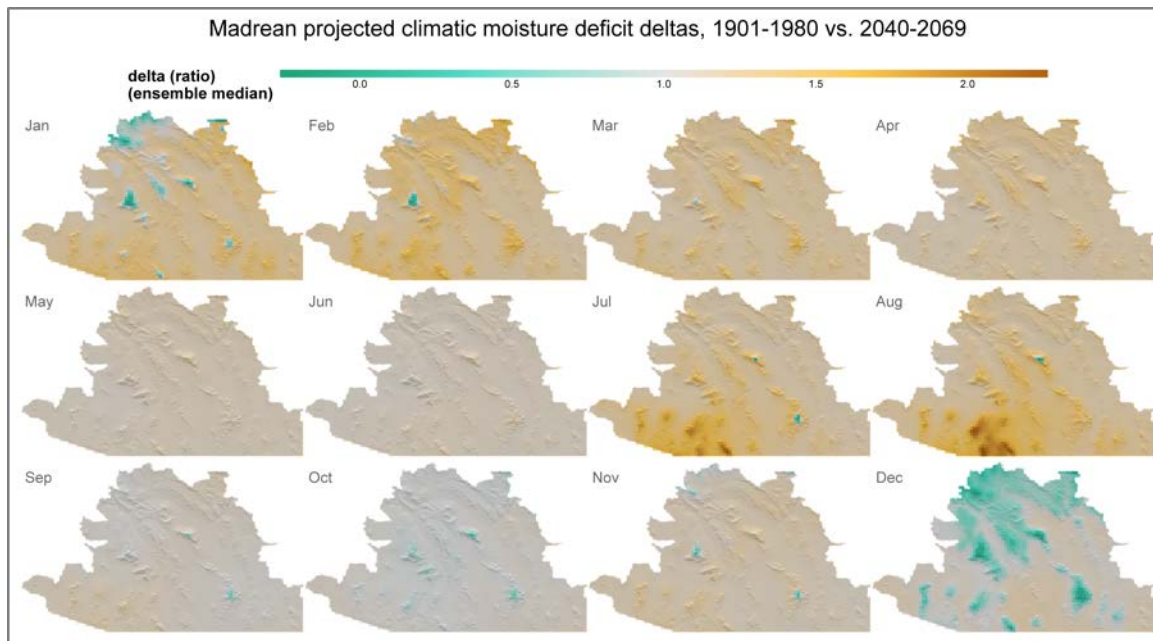 Madrean projected climatic moisture deficit deltas, 1901-1980 vs. 2040-2069
delta (ratio)
(ensemble median)
0.0 0.5 1.0 1.5 2.0
Jan Feb Mar Apr
May Jun Jul Aug
Sep Oct Nov Dec